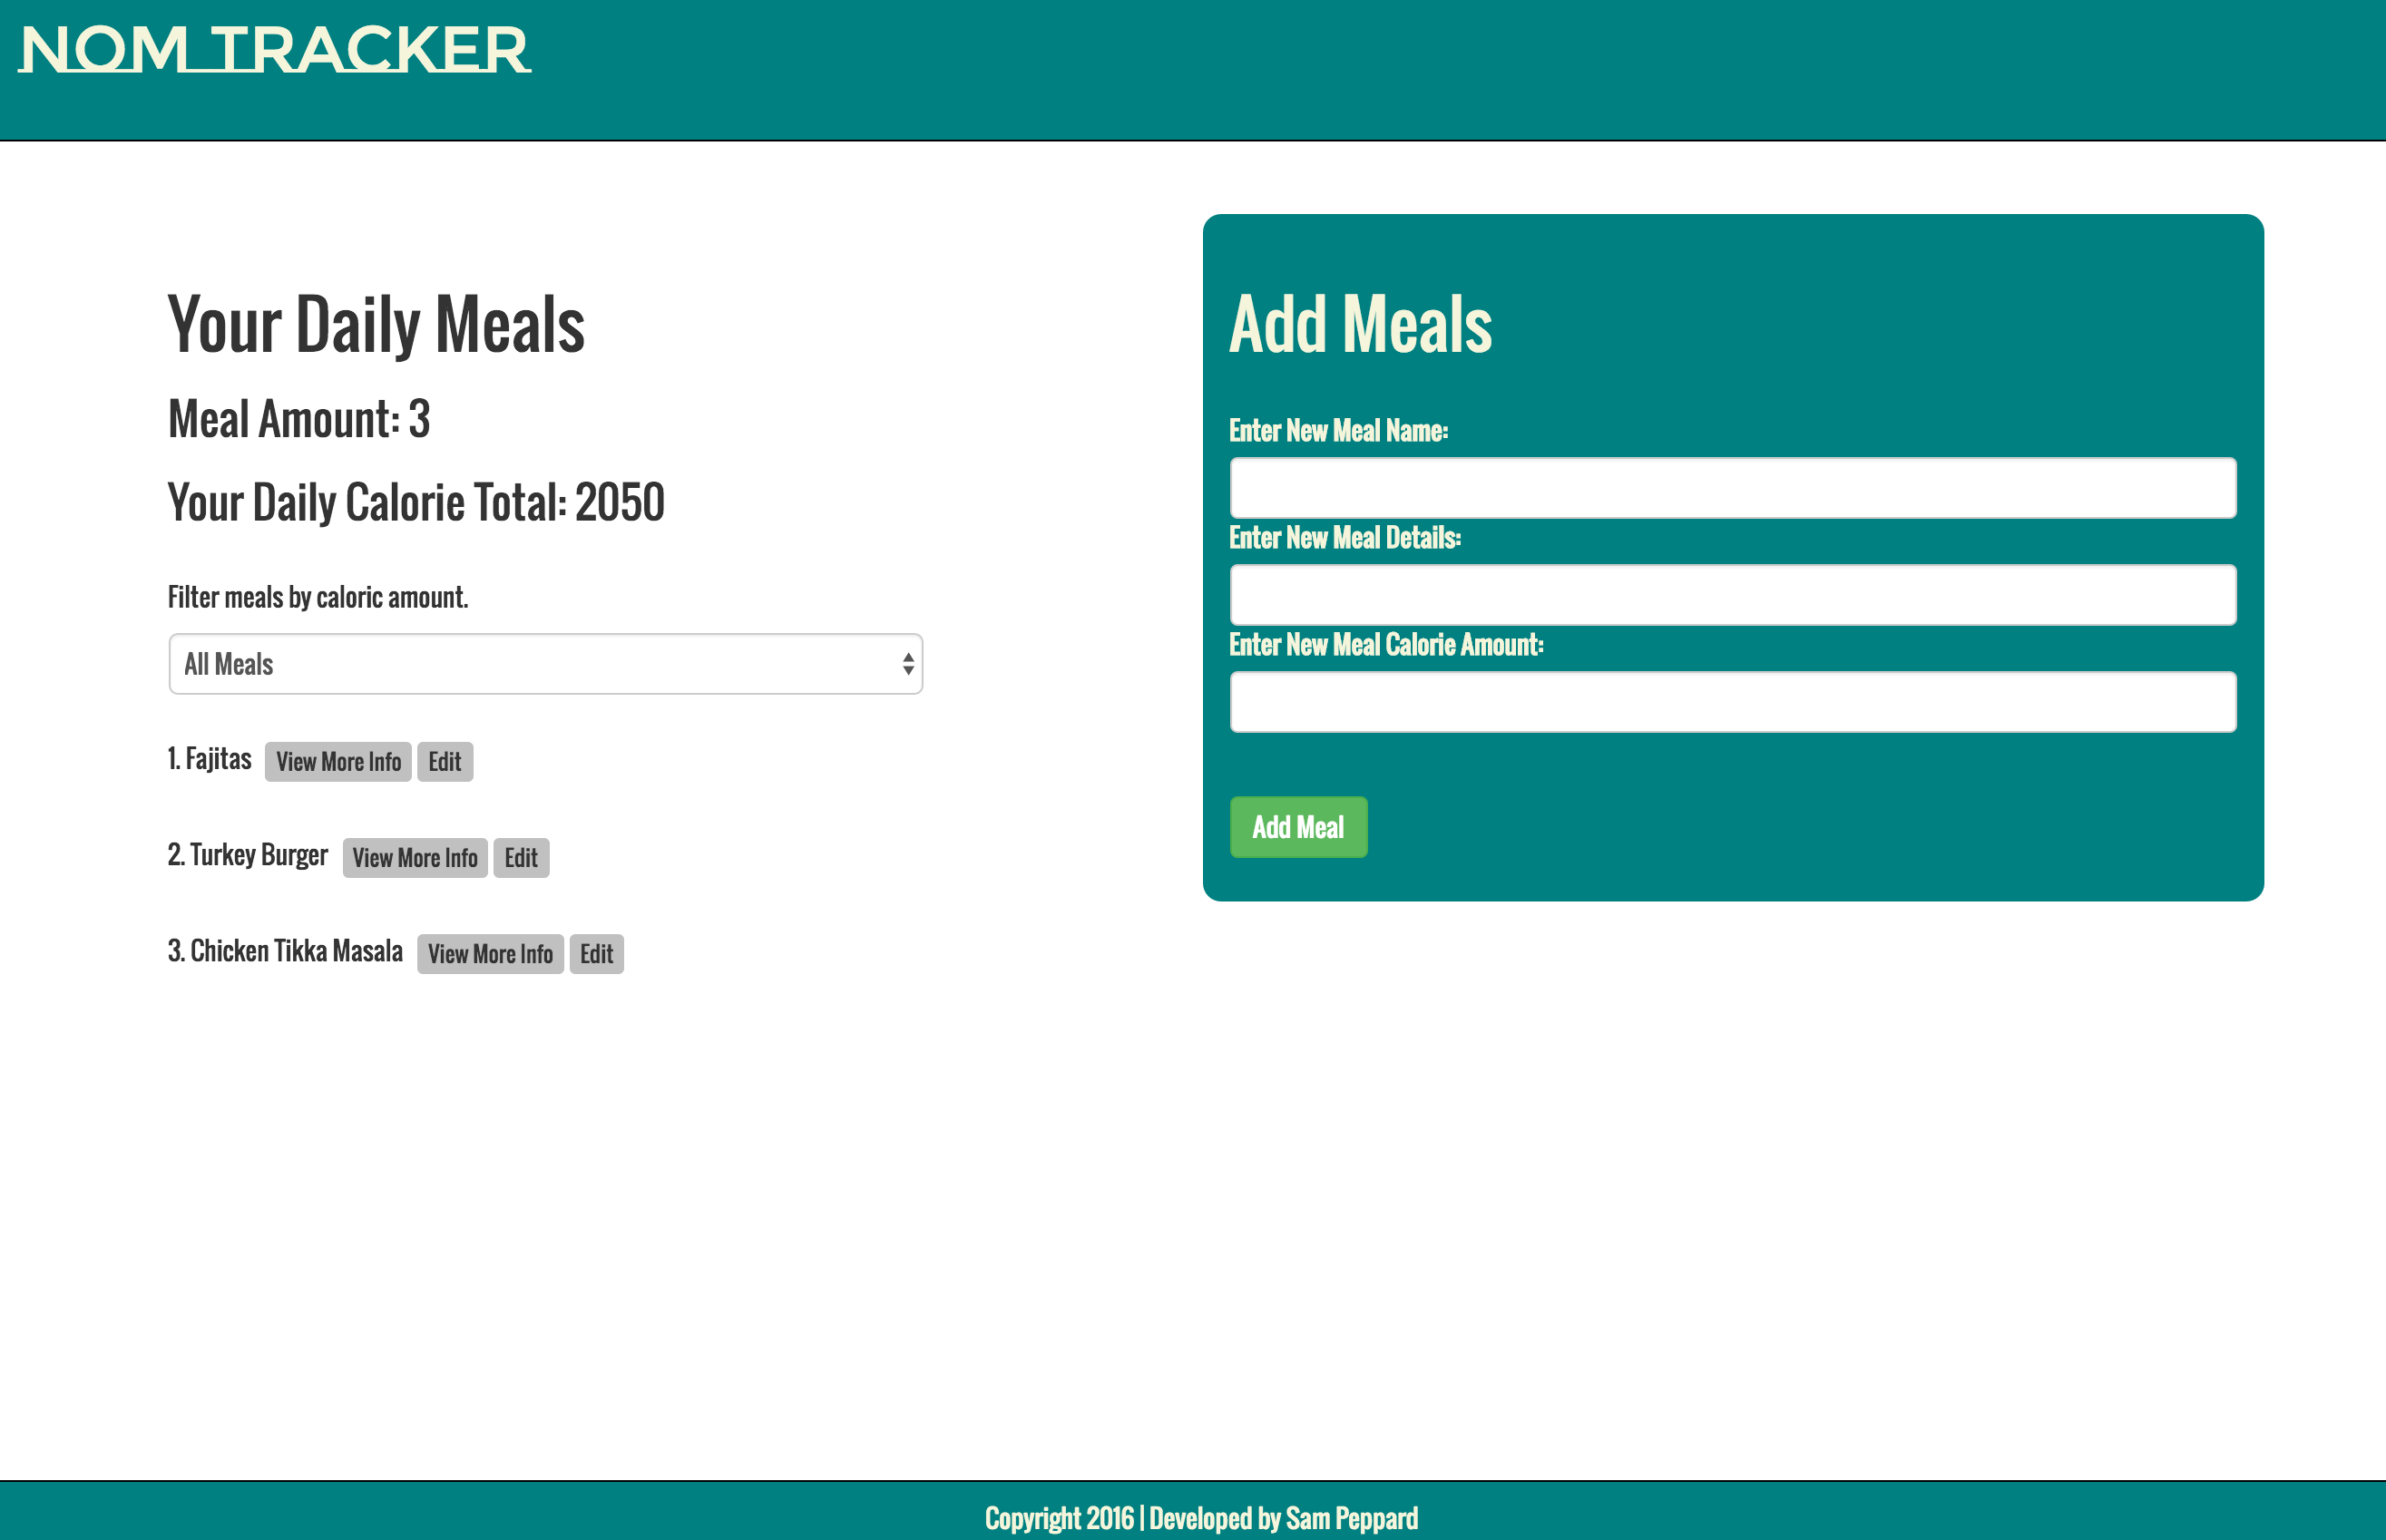 NOM TRACKER
Your Daily Meals
Meal Amount: 3
Your Daily Calorie Total: 2050
Filter meals by caloric amount.
All Meals
1. Fajitas View More Info Edit
2. Turkey Burger View More Info Edit
3. Chicken Tikka Masala View More Info Edit
Add Meals
Enter New Meal Name:
Enter New Meal Details:
Enter New Meal Calorie Amount:
Add Meal
Copyright 2016 | Developed by Sam Peppard